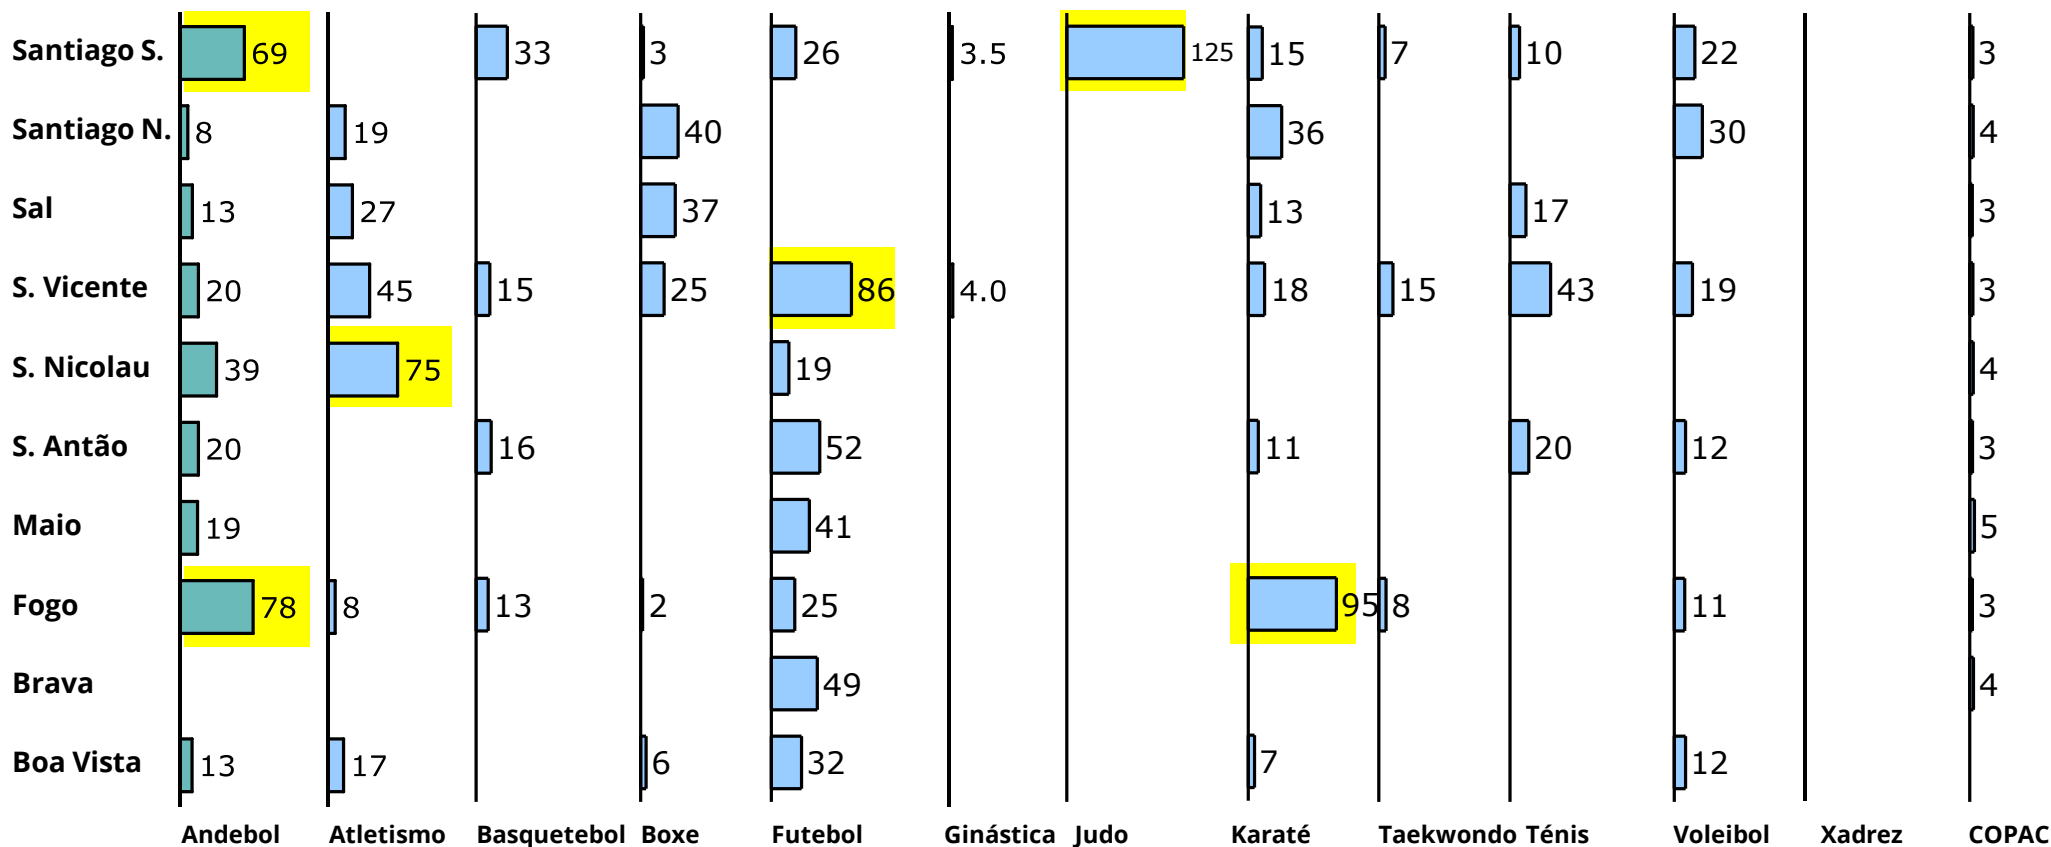 Santiago S. 69 33 3 26 3.5 125 15 7 10 22 3
Santiago N. 8 19 40 36 30 4
Sal 13 27 37 13 17 3
S. Vicente 20 45 15 25 86 4.0 18 15 43 19 3
S. Nicolau 39 75 19 4
S. Antão 20 16 52 11 20 12 3
Maio 19 41 5
Fogo 78 8 13 2 25 95 8 11 3
Brava 49 4
Boa Vista 13 17 6 32 7 12
Andebol Atletismo Basquetebol Boxe Futebol Ginástica Judo Karaté Taekwondo Ténis Voleibol Xadrez COPAC